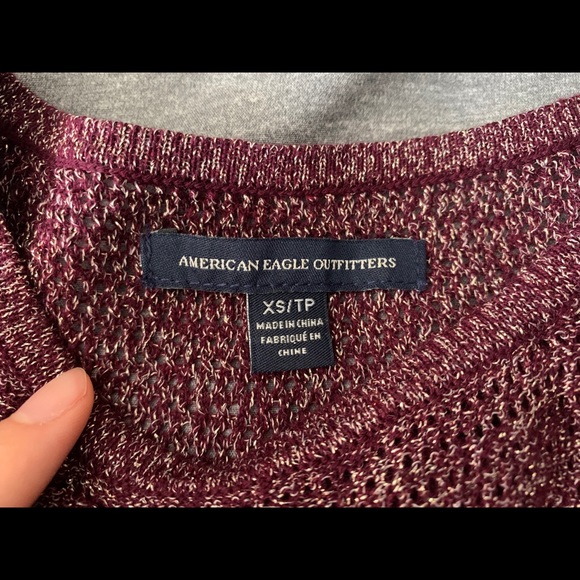 AMERICAN EAGLE OUTFITTERS
XS/TP
MADE IN CHINA
FABRIQUÉ EN
CHINE